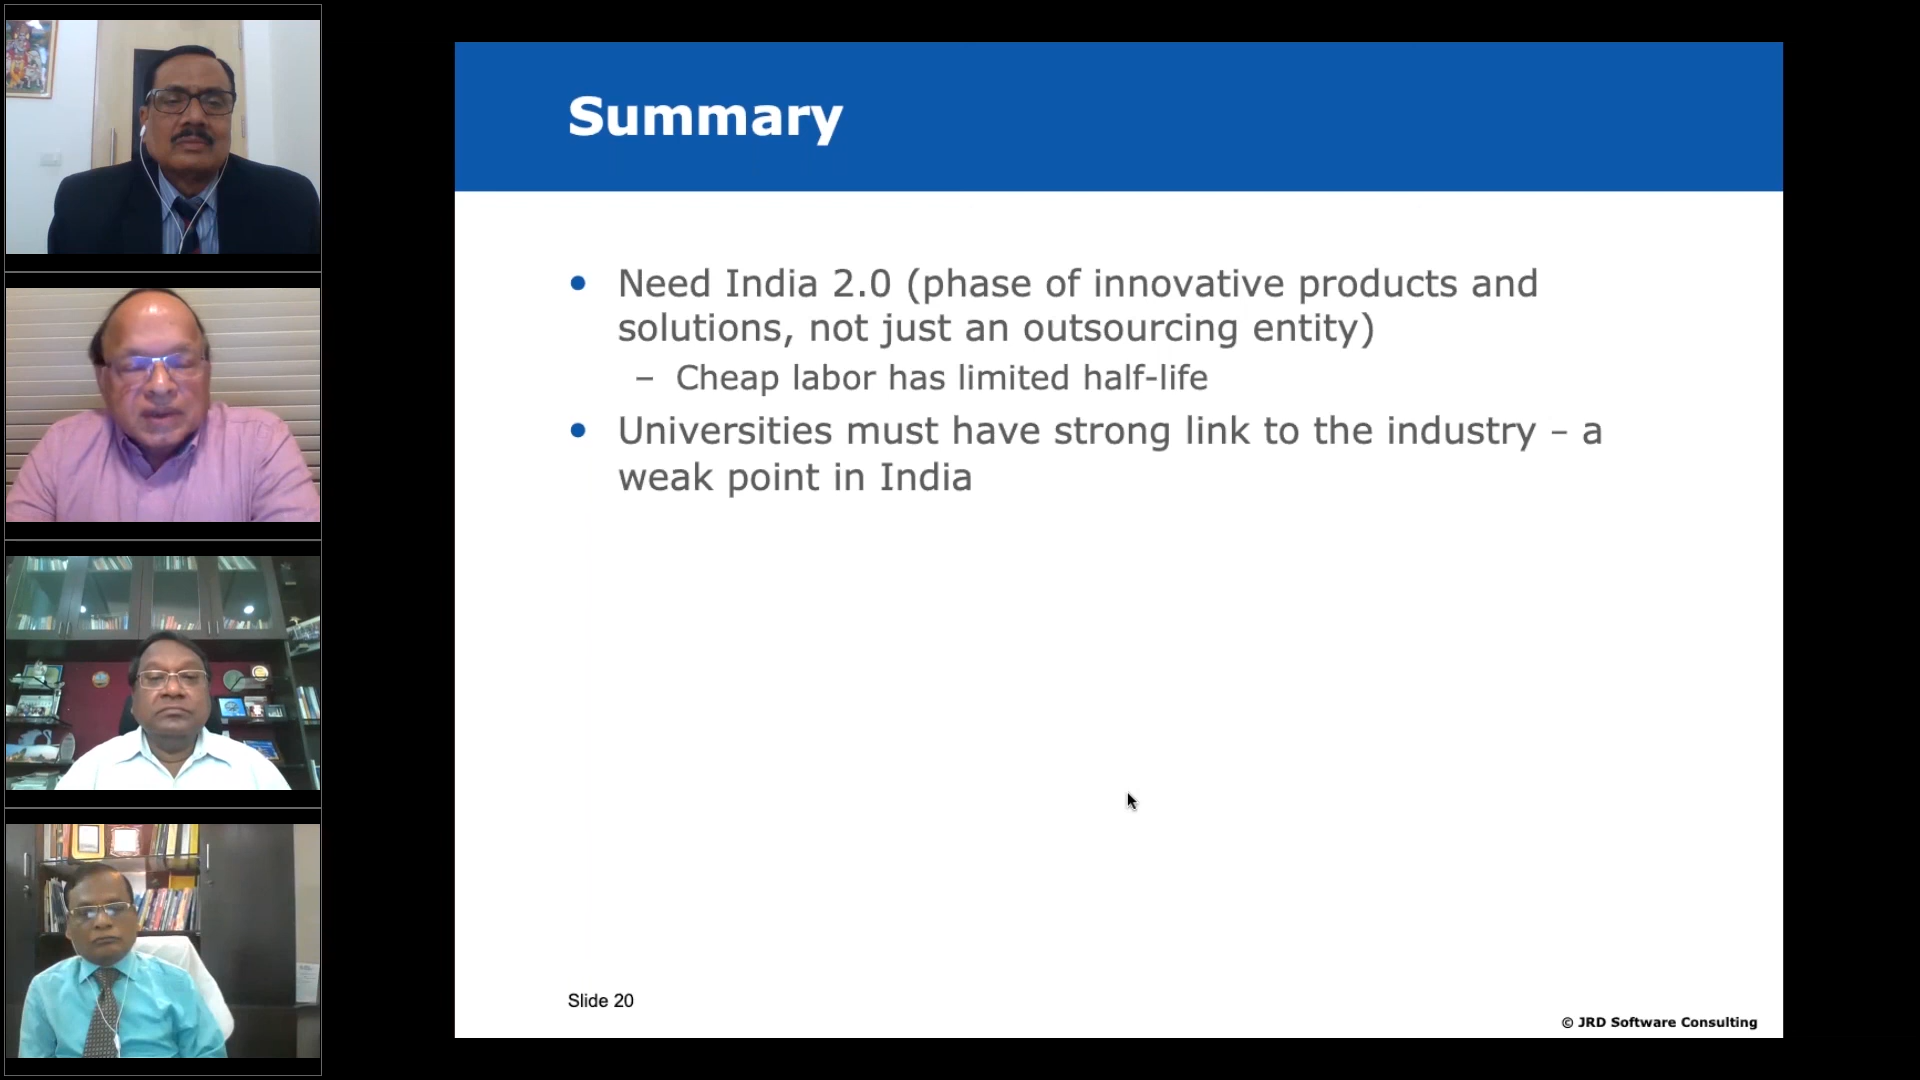 Summary
• Need India 2.0 (phase of innovative products and
solutions, not just an outsourcing entity)
– Cheap labor has limited half-life
• Universities must have strong link to the industry – a
weak point in India
Slide 20
© JRD Software Consulting